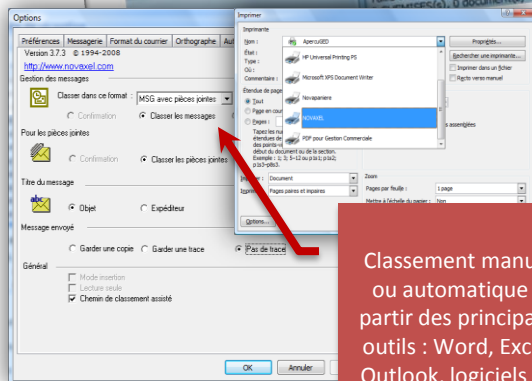 MES(S), 0 document(s)
Options
Préférences Messagerie Format du courrier Orthographe
Version 3.7.3 © 1994-2008
http://www.novaxel.com
Gestion des messages
Classer dans ce format : MSG avec pièces jointes
Confirmation Classer les messages
Pour les pièces jointes
Confirmation Classer les pièces jointes
Titre du message
abc
Objet Expéditeur
Message envoyé
Garder une copie Garder une trace Pas de trace
Général
Mode insertion
Lecture seule
Chemin de classement assisté
OK Annuler
Imprimer
Imprimante
Nom : AperçuGED Propriétés...
État : HP Universal Printing PS Rechercher une imprimante...
Type : Imprimer dans un fichier
Où : Microsoft XPS Document Writer Recto verso manuel
Commentaire :
Étendue de page Novapaniere
Tout
Page en cours NOVAXEL
Pages : PDF pour Gestion Commerciale assemblées
Tapez les
étendues de
des points-
début du document ou de la section.
Exemple : 1; 3; 5–12 ou p1s1; p1s2;
p1s3–p8s3.
Imprimer : Document Zoom
Pages paires et impaires Pages par feuille : 1 page
Mettre à l'échelle du papier : Non
Options...
Classement
ou automatique
partir des
outils : Word,
Outlook, logiciels